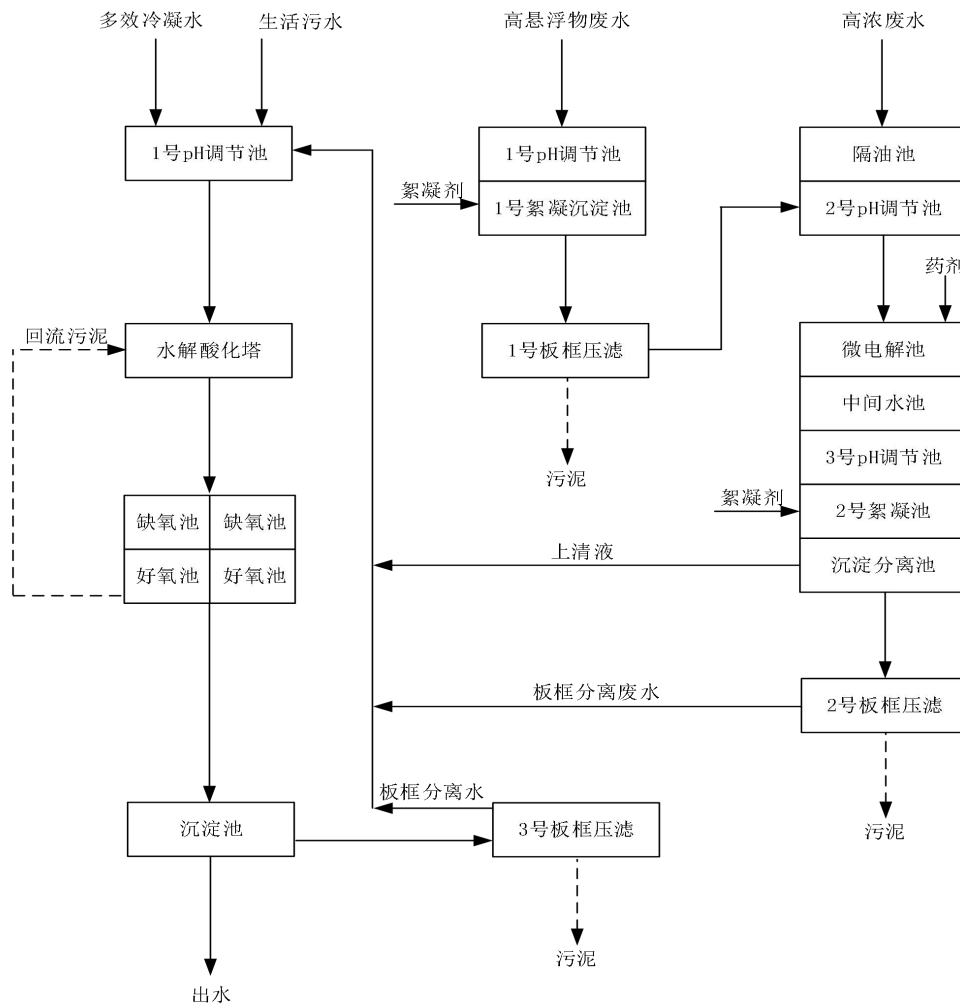 多效冷凝水
生活污水
高悬浮物废水
高浓废水
1号pH调节池
1号pH调节池
隔油池
絮凝剂
1号絮凝沉淀池
2号pH调节池
药剂
回流污泥
水解酸化塔
1号板框压滤
微电解池
中间水池
3号pH调节池
污泥
絮凝剂
2号絮凝池
缺氧池
缺氧池
上清液
沉淀分离池
好氧池
好氧池
板框分离废水
2号板框压滤
板框分离水
沉淀池
3号板框压滤
污泥
污泥
出水